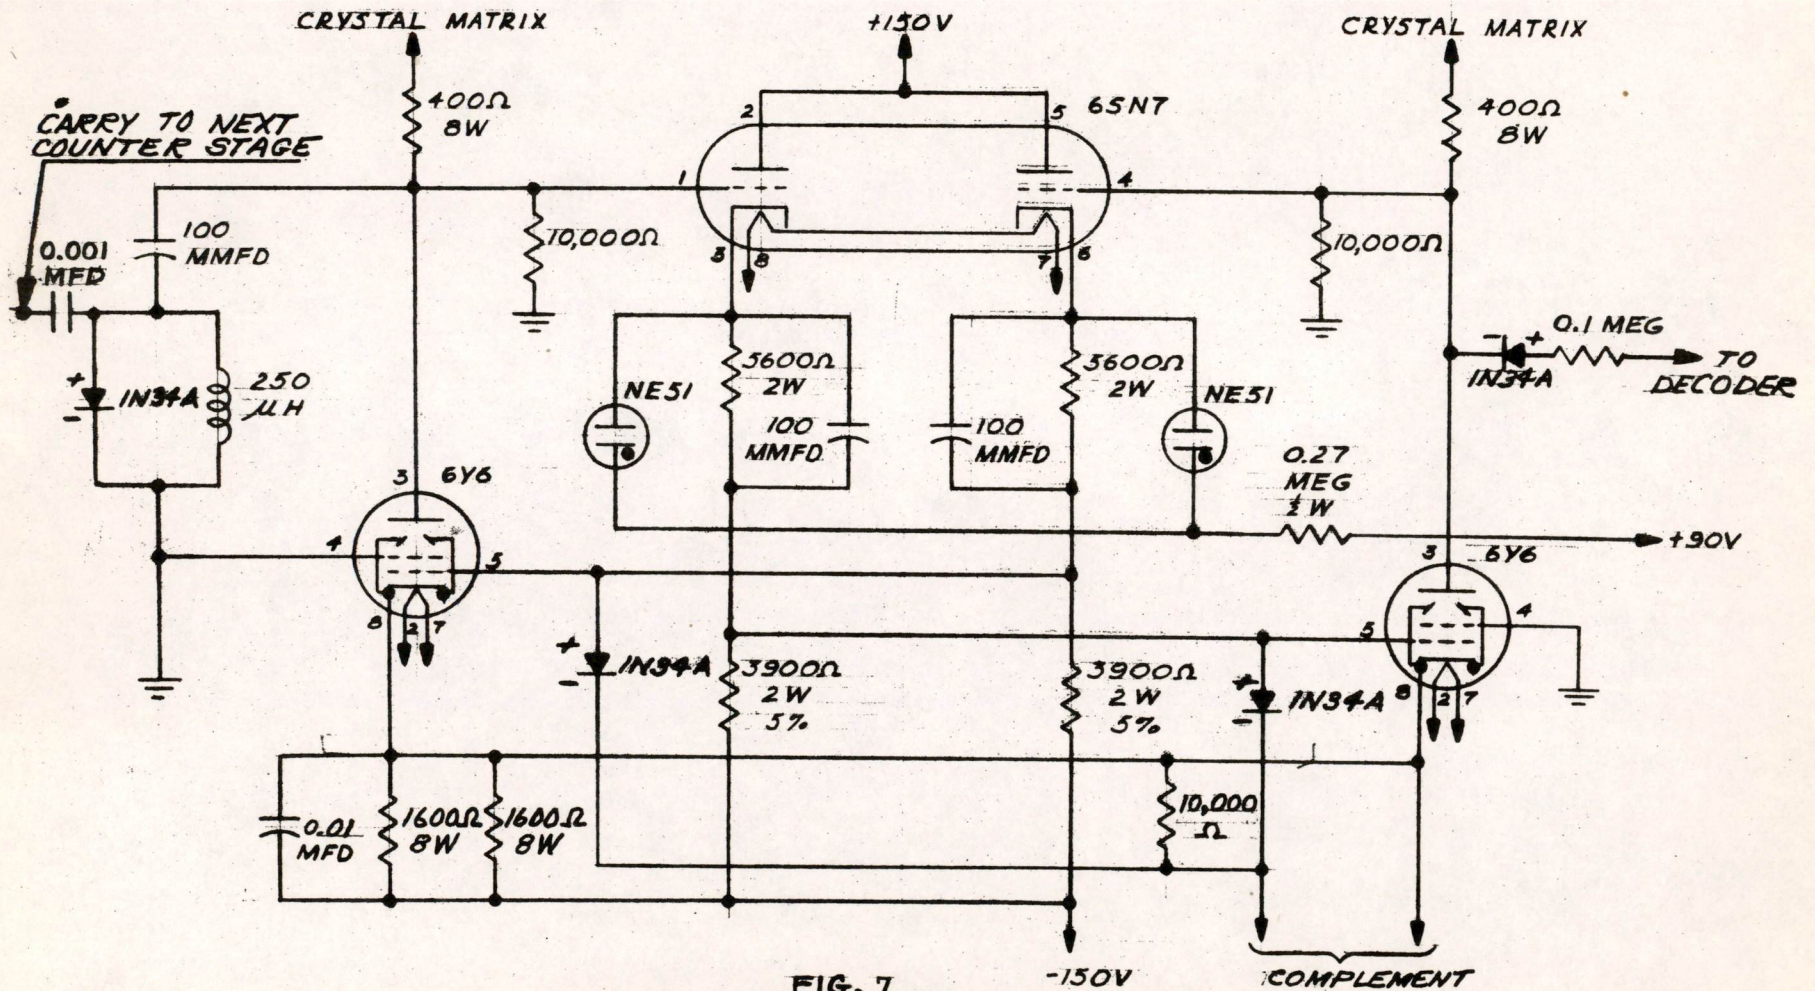 CRYSTAL MATRIX
+150V
CRYSTAL MATRIX
CARRY TO NEXT
COUNTER STAGE
400Ω
8W
2
5
6SN7
400Ω
8W
1
4
100
MMFD
0.001
MFD
10,000Ω
10,000Ω
3
8
7
6
0.1 MEG
- +
1N34A
TO
DECODER
+
-
1N34A
250
μH
NE51
5600Ω
2W
100
MMFD
5600Ω
2W
100
MMFD
NE51
0.27
MEG
½ W
+90V
3
6Y6
4
5
8
2
7
3
6Y6
5
4
8
2
7
+
-
1N34A
3900Ω
2W
5%
3900Ω
2W
5%
+
-
1N34A
0.01
MFD
1600Ω
8W
1600Ω
8W
10,000
Ω
-150V
COMPLEMENT
FIG. 7